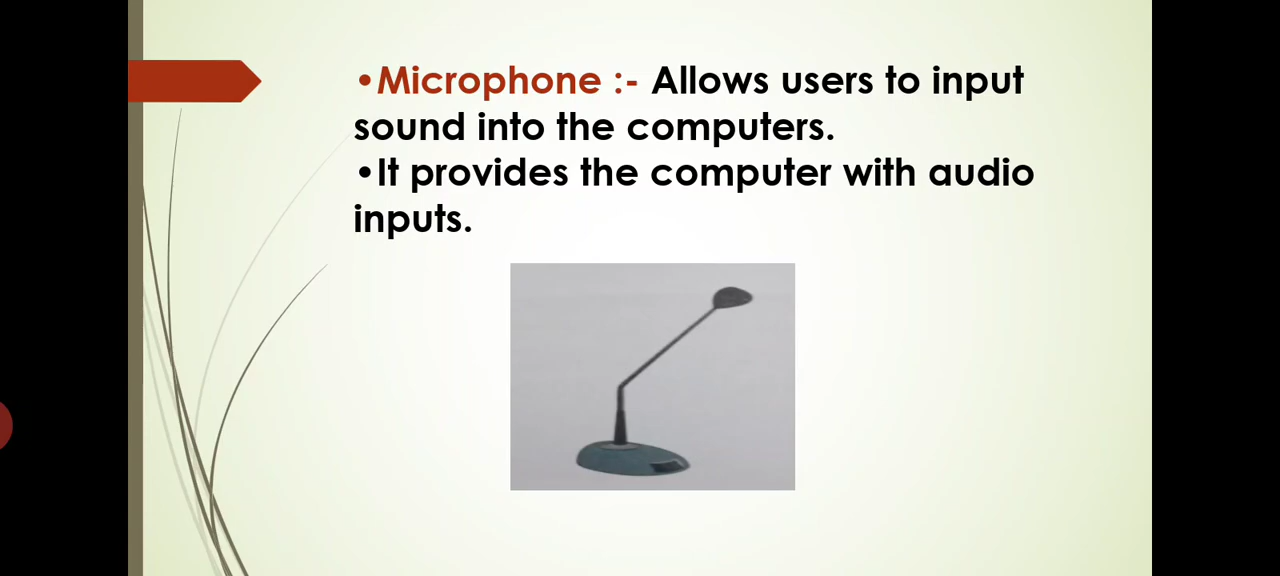 •Microphone :- Allows users to input
sound into the computers.
•It provides the computer with audio
inputs.